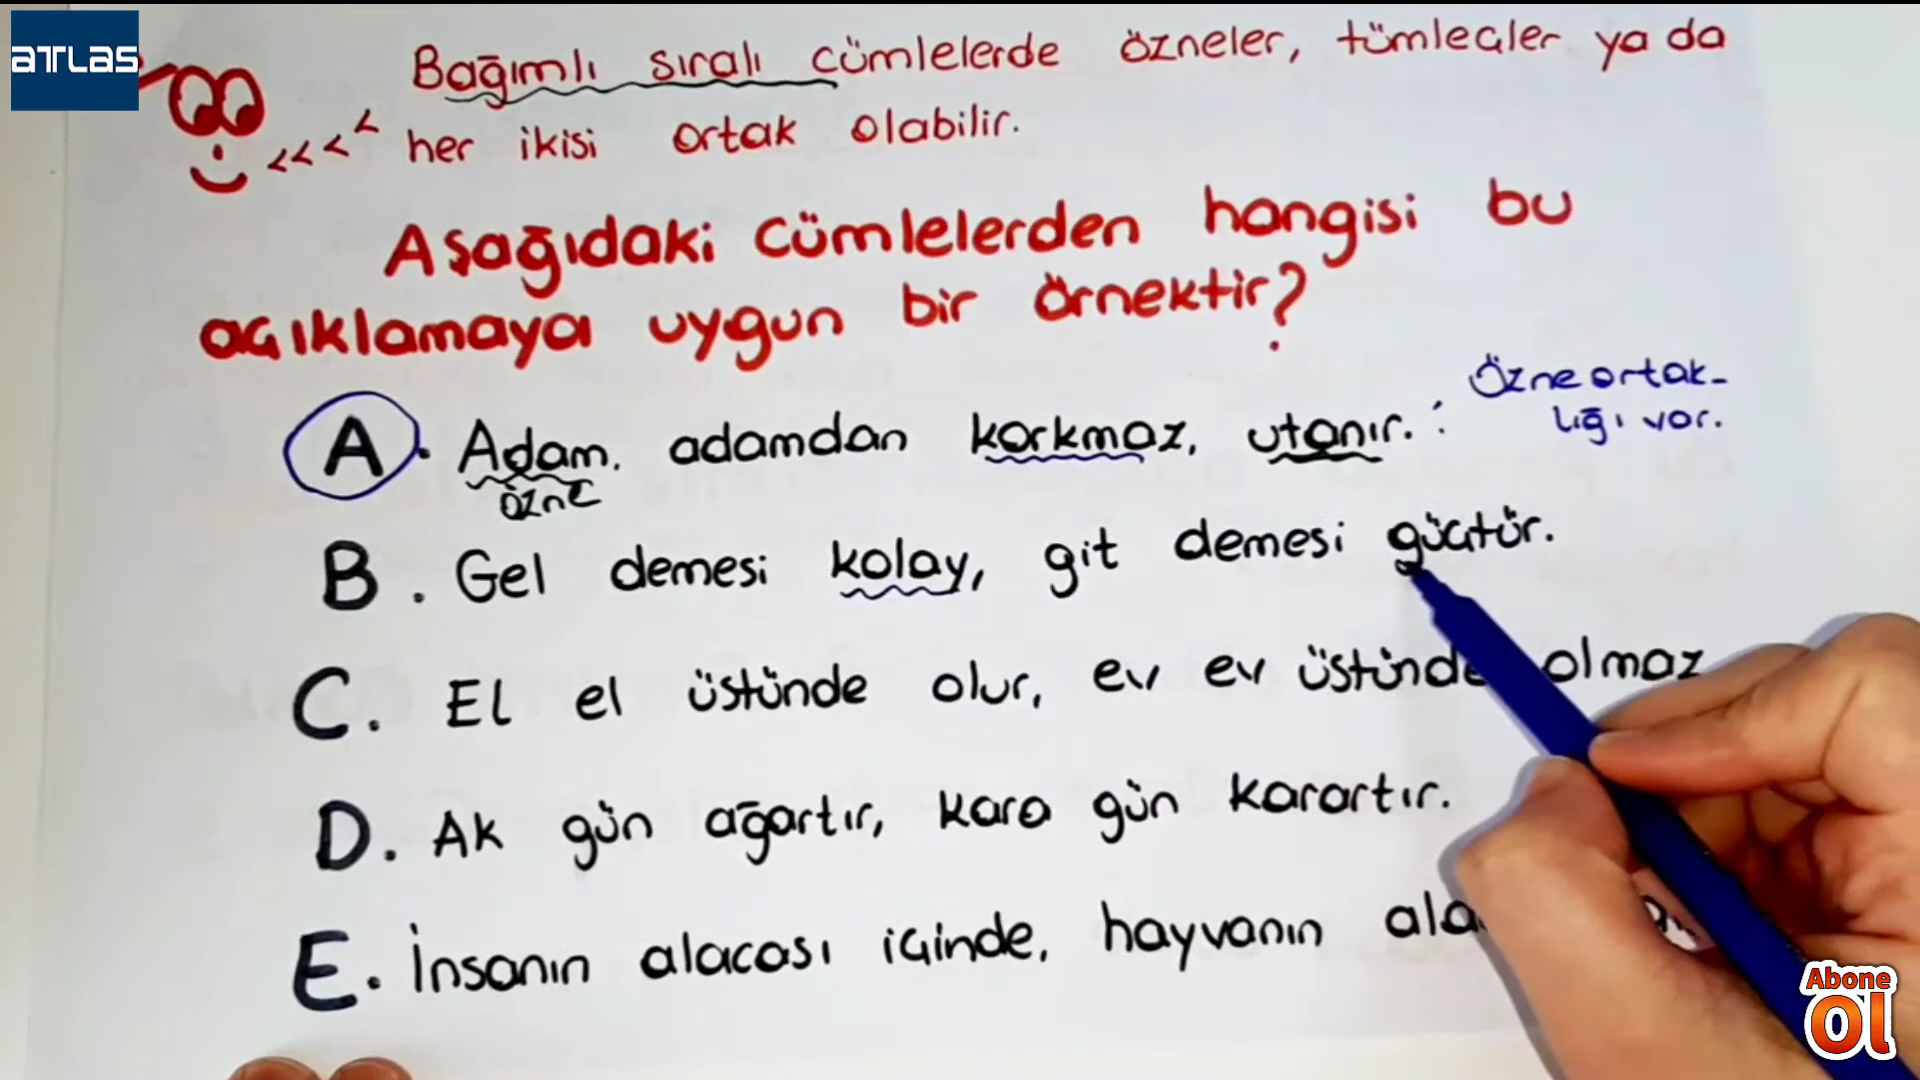 ATLAS
Bağımlı sıralı cümlelerde özneler, tümleçler ya da
her ikisi ortak olabilir.
Aşağıdaki cümlelerden hangisi bu
açıklamaya uygun bir örnektir?
Özne ortak-
lığı var.
A. Adam, adamdan korkmaz, utanır. :
özne
B. Gel demesi kolay, git demesi güçtür.
C. El el üstünde olur, ev ev üstünde olmaz
D. Ak gün ağartır, kara gün karartır.
E. İnsanın alacası içinde, hayvanın
Abone
Ol